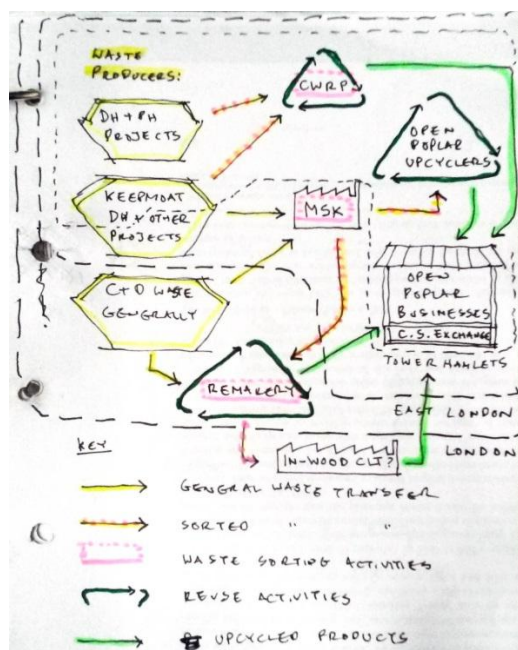 WASTE
PRODUCERS:
DH + PH
PROJECTS
KEEPMOAT
DH + OTHER
PROJECTS
C+D WASTE
GENERALLY
CWRP
MSK
REMAKERY
OPEN
POPLAR
UPCYCLERS
OPEN
POPLAR
BUSINESSES
C.S. EXCHANGE
TOWER HAMLETS
EAST LONDON
LONDON
IN-WOOD CLT?
KEY
GENERAL WASTE TRANSFER
SORTED " "
WASTE SORTING ACTIVITIES
REUSE ACTIVITIES
UPCYCLED PRODUCTS